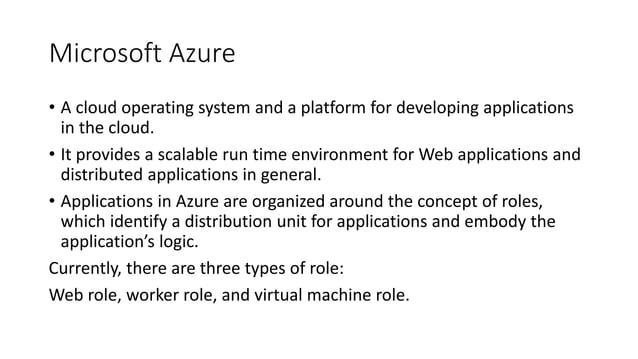 Microsoft Azure
• A cloud operating system and a platform for developing applications
in the cloud.
• It provides a scalable run time environment for Web applications and
distributed applications in general.
• Applications in Azure are organized around the concept of roles,
which identify a distribution unit for applications and embody the
application’s logic.
Currently, there are three types of role:
Web role, worker role, and virtual machine role.